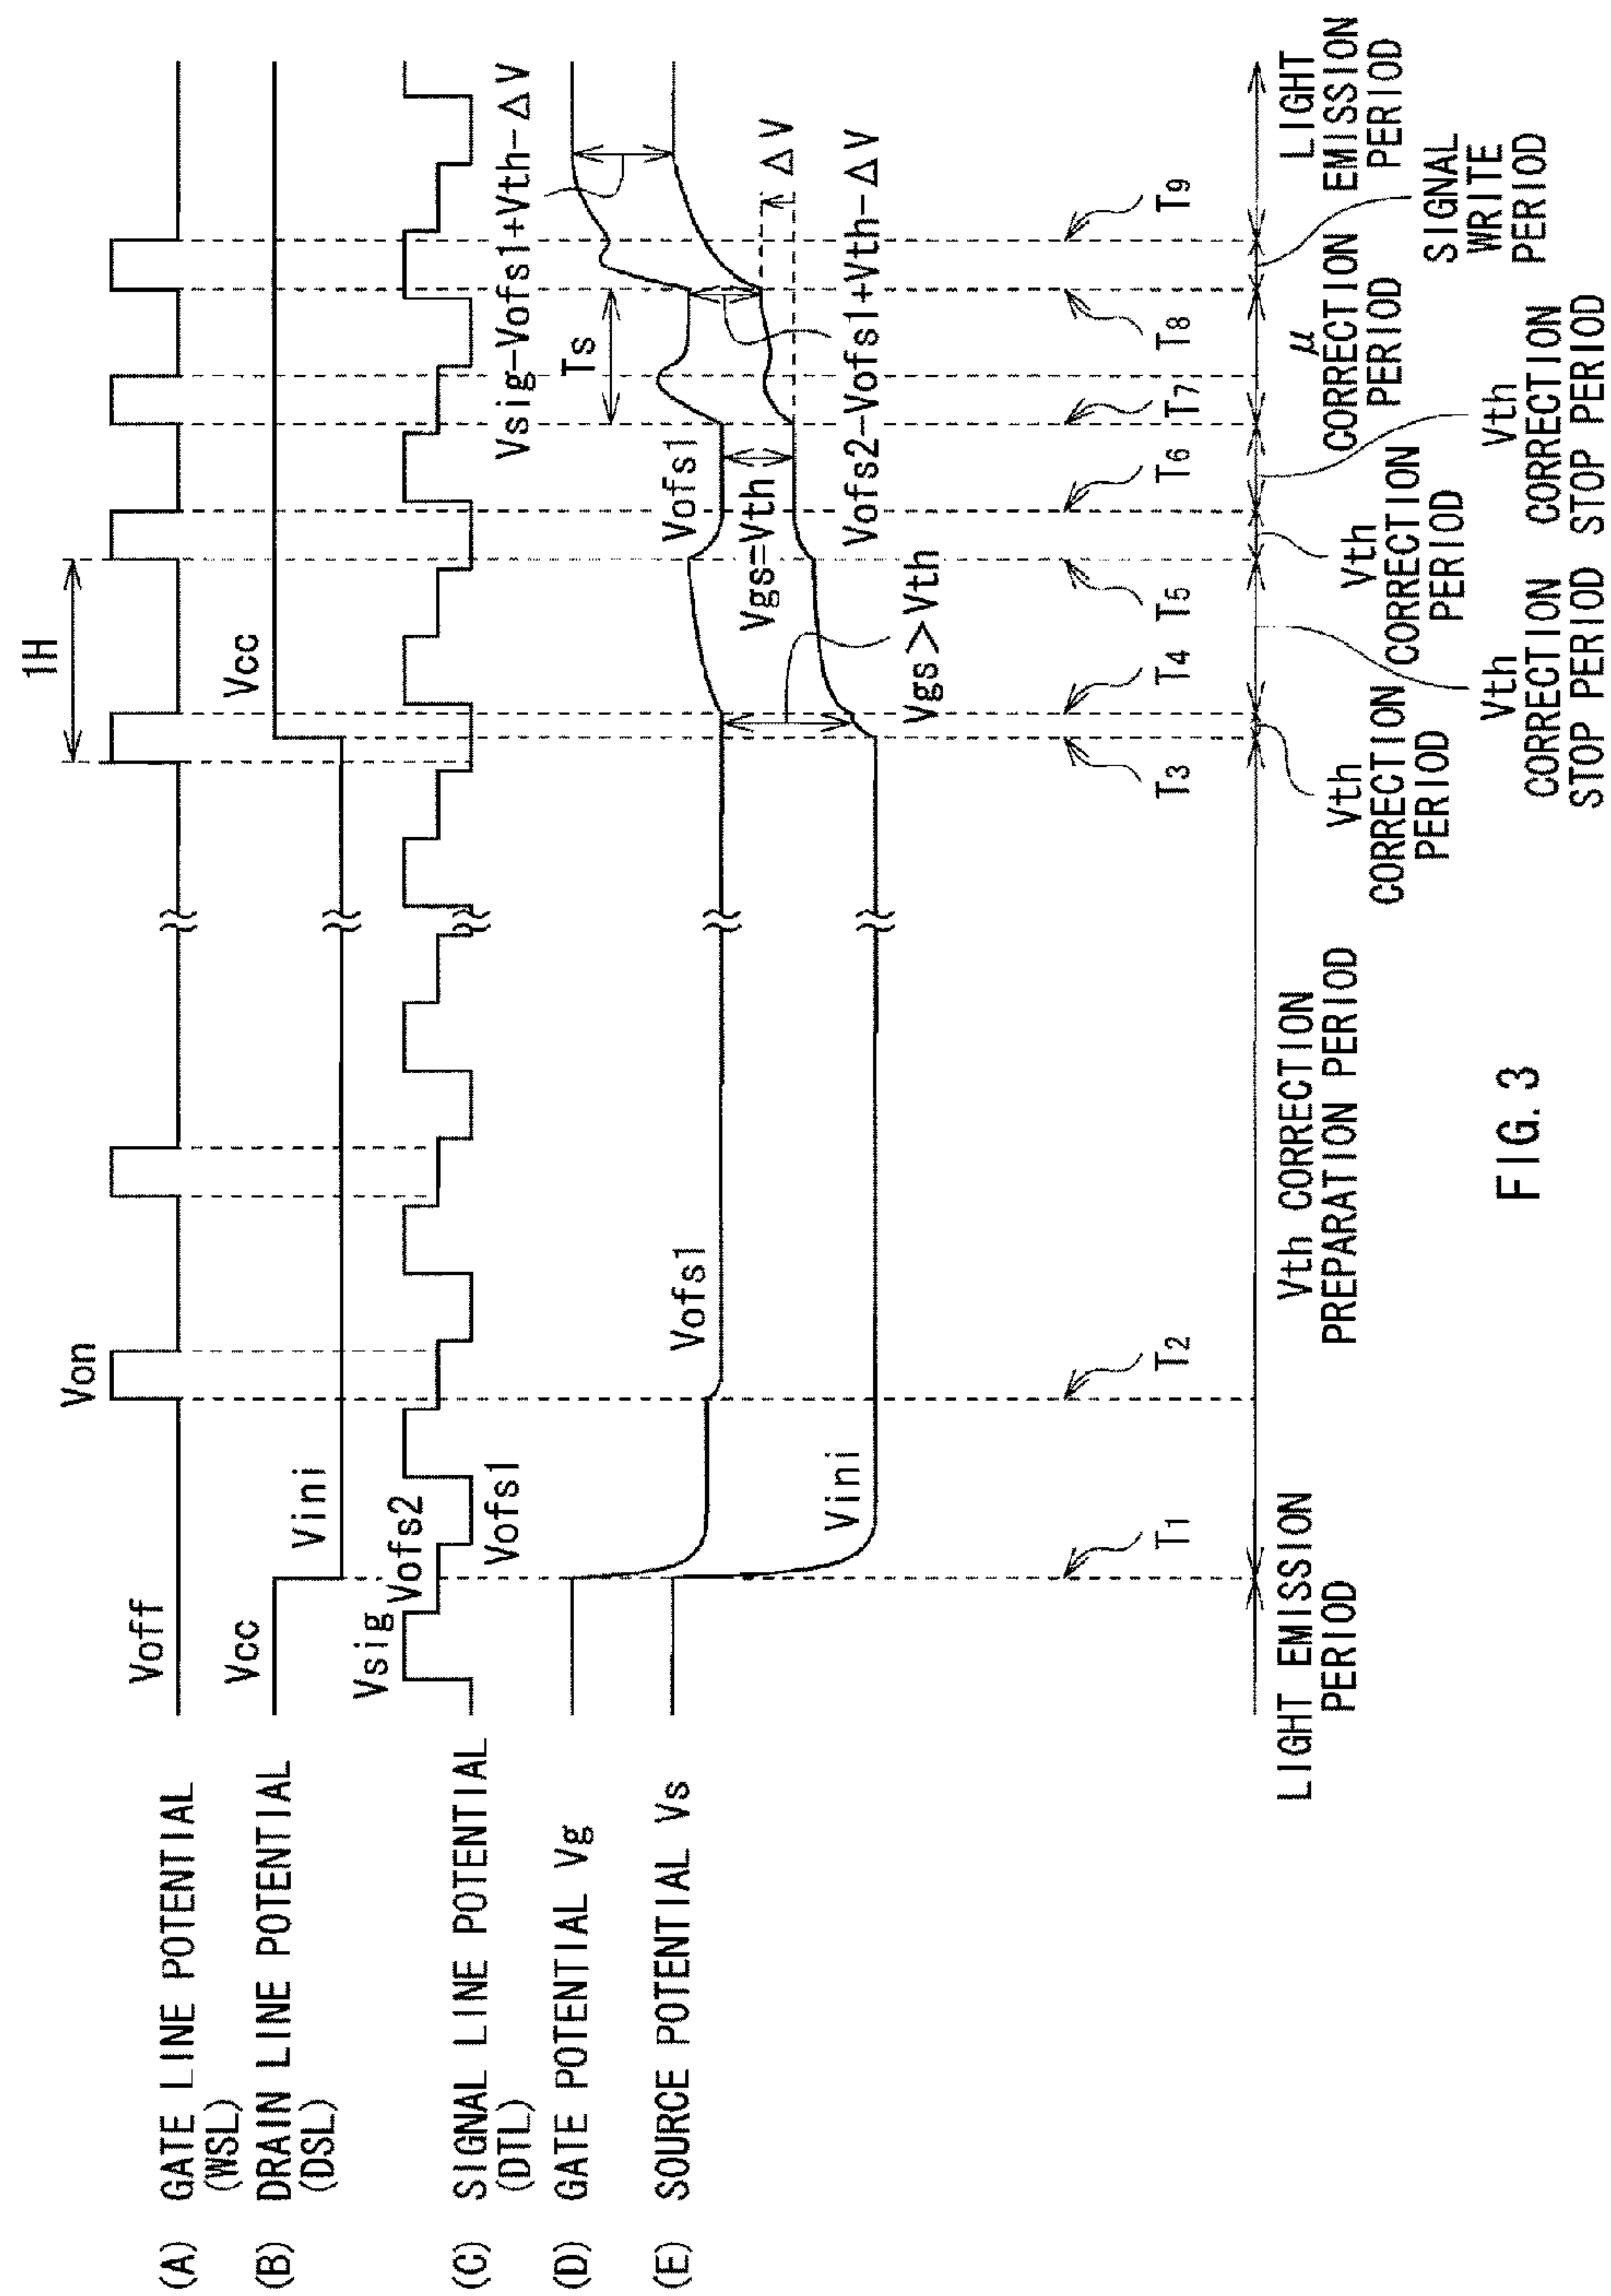 (A) GATE LINE POTENTIAL
(WSL)
(B) DRAIN LINE POTENTIAL
(DSL)
(C) SIGNAL LINE POTENTIAL
(DTL)
(D) GATE POTENTIAL Vg
(E) SOURCE POTENTIAL Vs
1H
Von
Voff
Vcc
Vini
Vcc
Vsig
Vofs2
Vofs1
Vsig-Vofs1+Vth-ΔV
Ts
Vofs1
Vofs1
Vgs=Vth
ΔV
Vini
Vofs2-Vofs1+Vth-ΔV
Vgs>Vth
T1
T2
T3
T4
T5
T6
T7
T8
T9
LIGHT EMISSION
PERIOD
Vth CORRECTION
PREPARATION PERIOD
Vth
CORRECTION
PERIOD
Vth
CORRECTION
STOP PERIOD
Vth
CORRECTION
PERIOD
Vth
CORRECTION
STOP PERIOD
μ
CORRECTION
PERIOD
SIGNAL
WRITE
PERIOD
LIGHT
EMISSION
PERIOD
FIG. 3